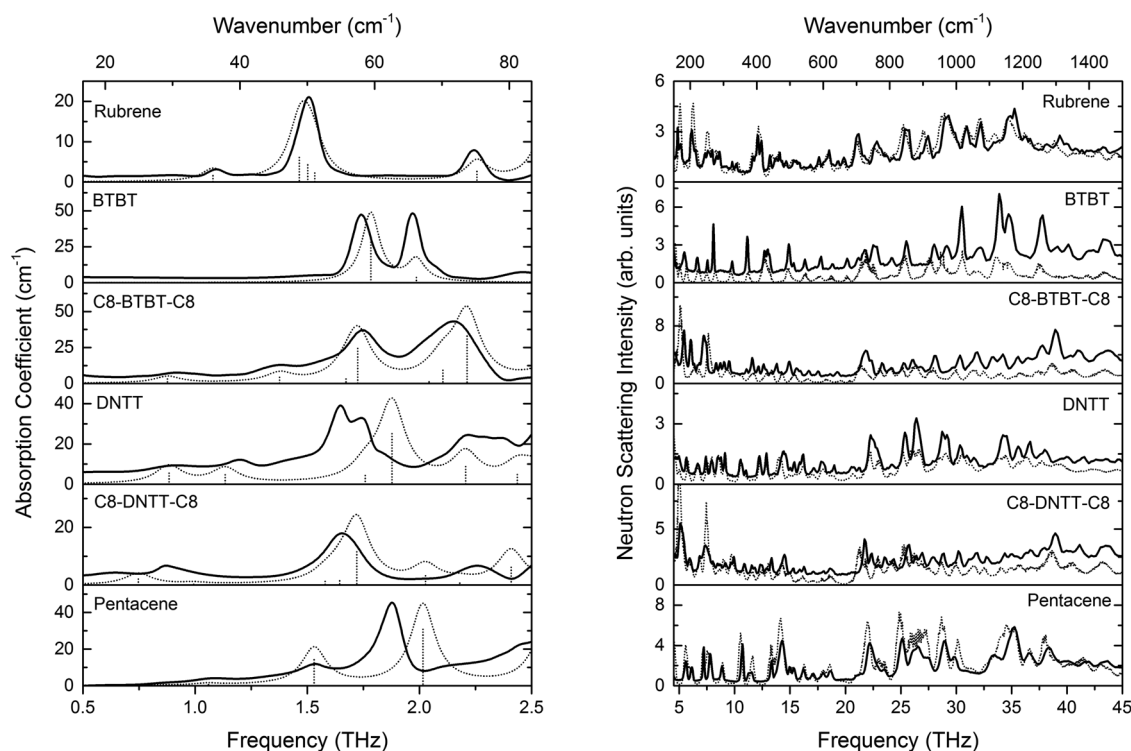 Wavenumber (cm⁻¹)
20 40 60 80
Absorption Coefficient (cm⁻¹)
Rubrene
20
10
0
BTBT
50
25
0
C8-BTBT-C8
50
25
0
DNTT
40
20
0
C8-DNTT-C8
20
0
Pentacene
40
20
0
0.5 1.0 1.5 2.0 2.5
Frequency (THz)
Wavenumber (cm⁻¹)
200 400 600 800 1000 1200 1400
Neutron Scattering Intensity (arb. units)
Rubrene
6
3
0
BTBT
6
3
0
C8-BTBT-C8
8
0
DNTT
3
0
C8-DNTT-C8
5
0
Pentacene
8
4
0
5 10 15 20 25 30 35 40 45
Frequency (THz)